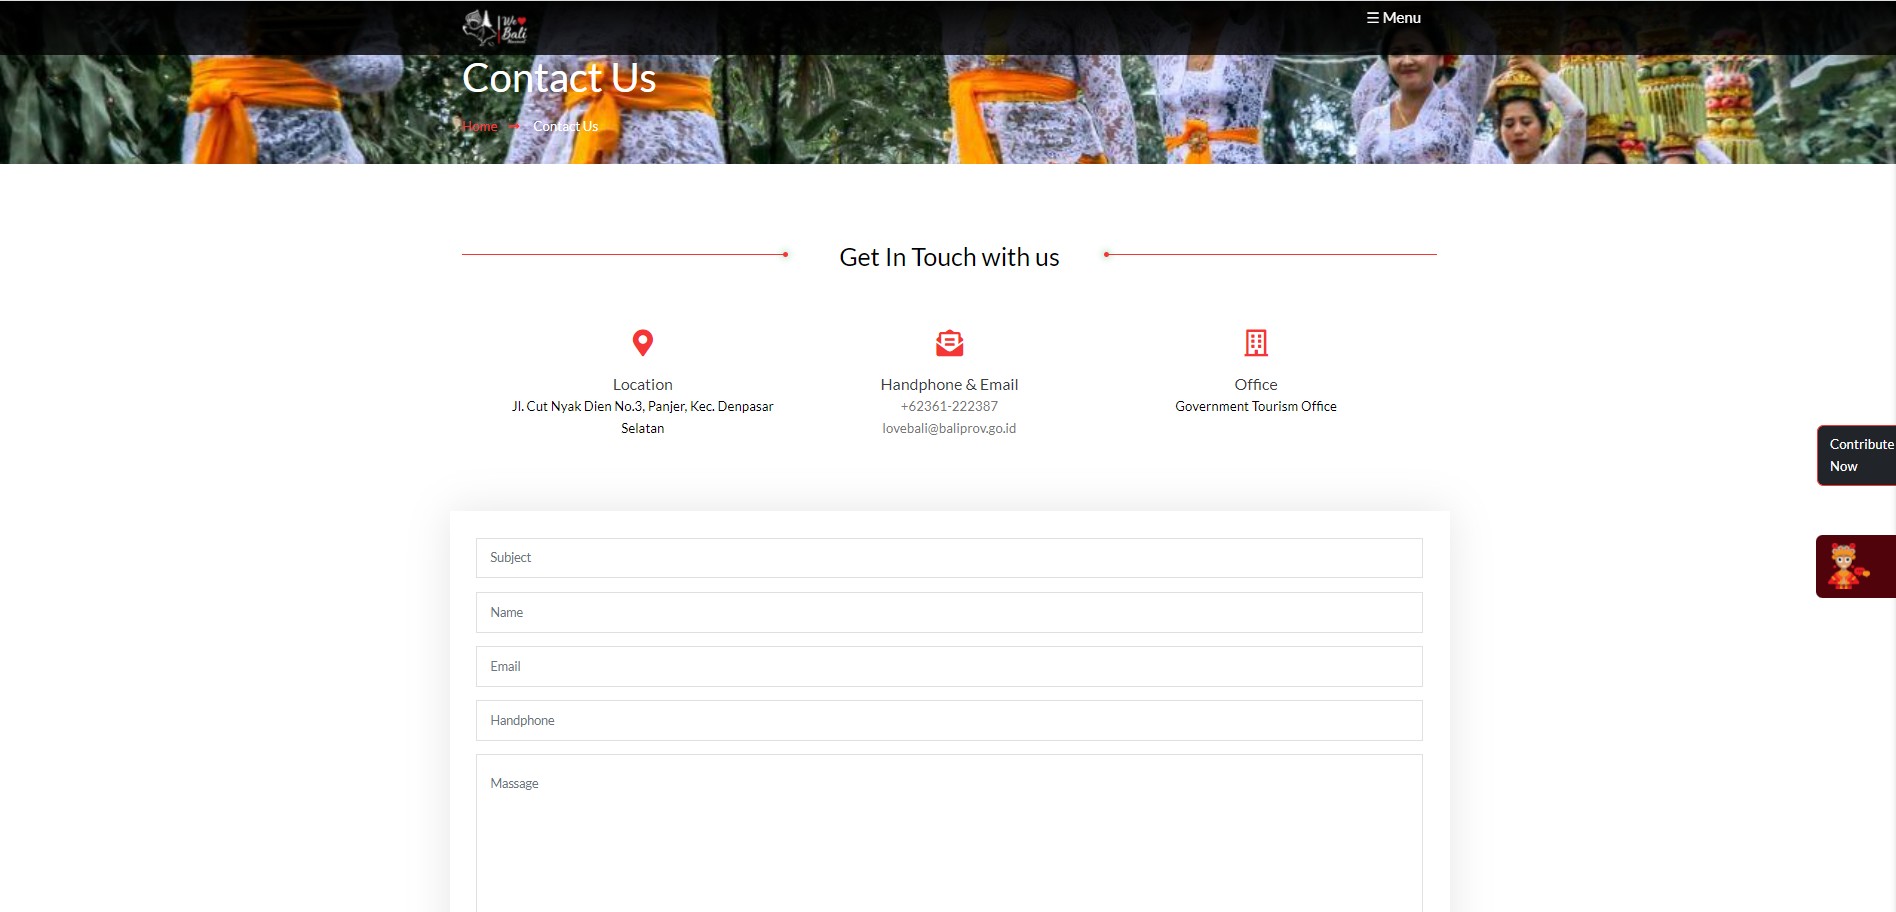 We
Bali
☰ Menu
Contact Us
Home
Contact Us
Get In Touch with us
Location
Jl. Cut Nyak Dien No.3, Panjer, Kec. Denpasar
Selatan
Handphone & Email
+62361-222387
lovebali@baliprov.go.id
Office
Government Tourism Office
Contribute
Now
Subject
Name
Email
Handphone
Massage